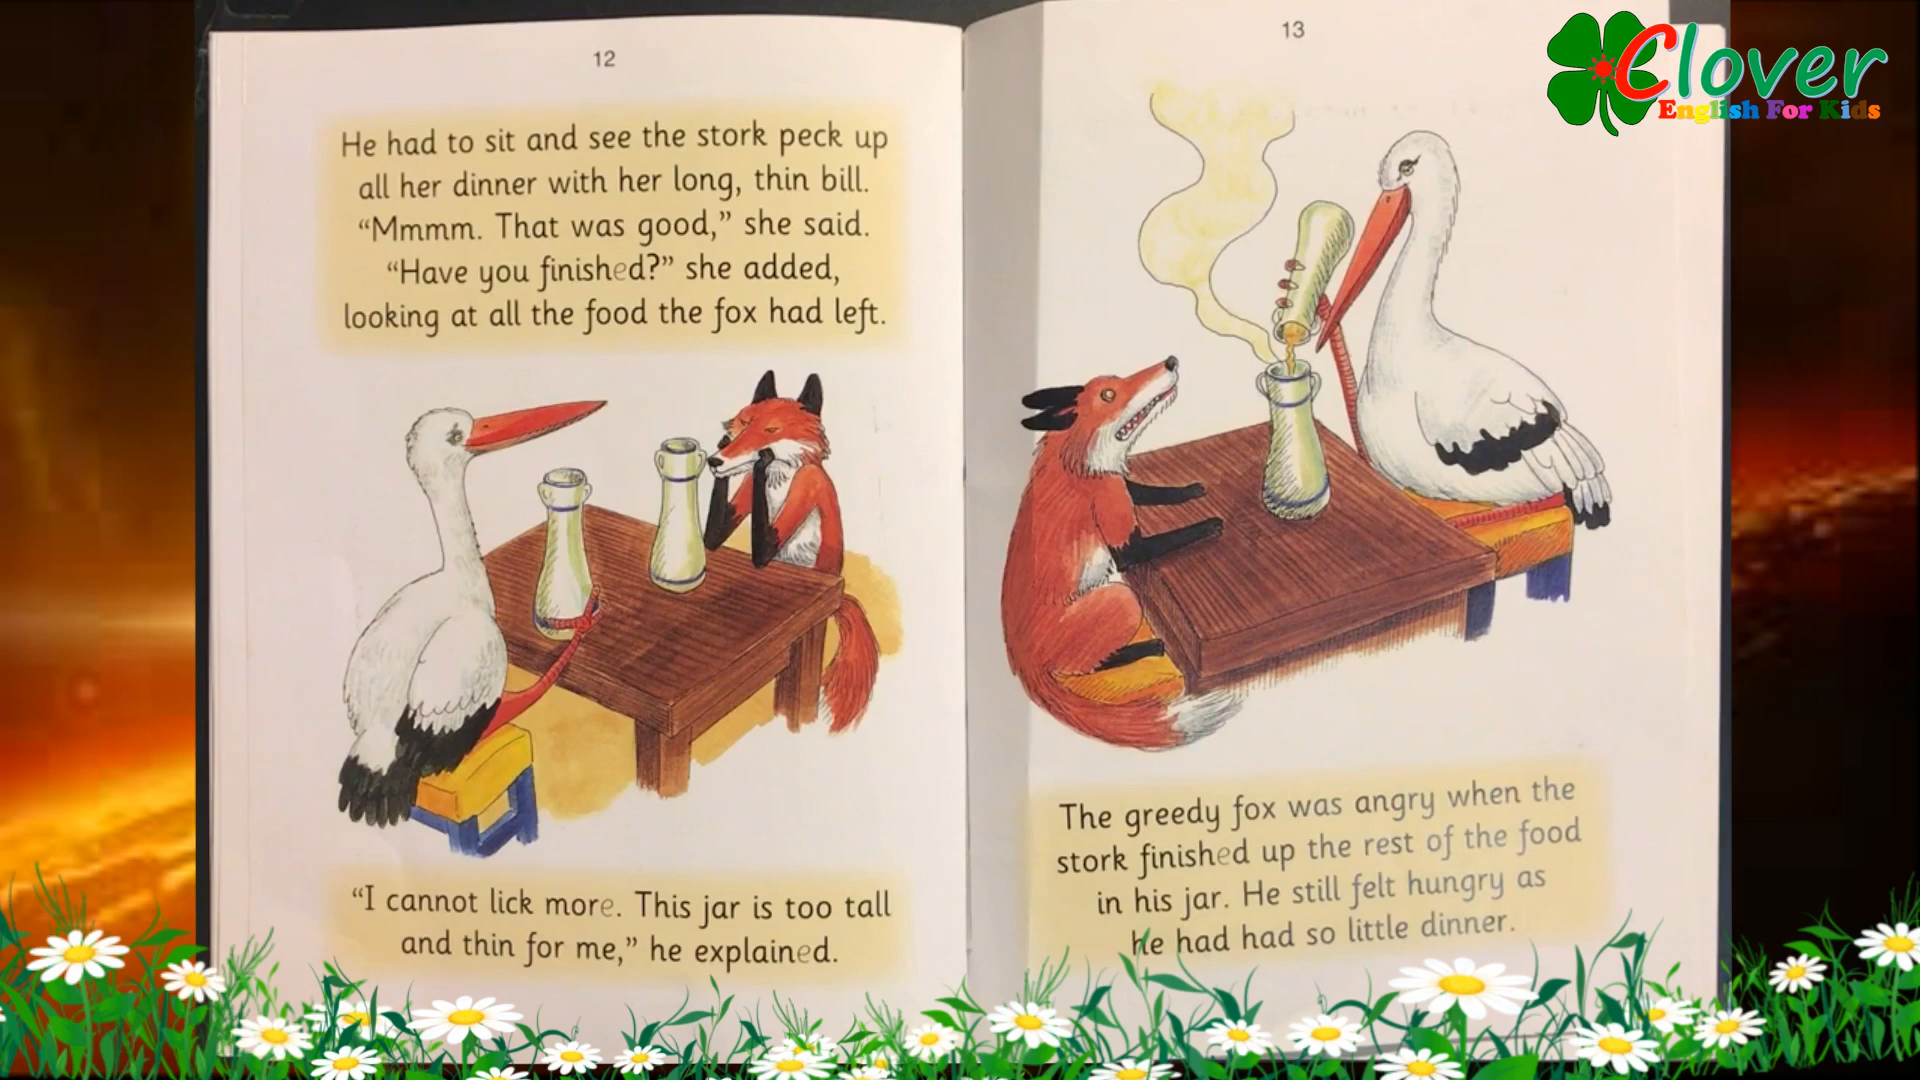 12
He had to sit and see the stork peck up
all her dinner with her long, thin bill.
“Mmmm. That was good,” she said.
“Have you finished?” she added,
looking at all the food the fox had left.
“I cannot lick more. This jar is too tall
and thin for me,” he explained.
13
Clover
English For Kids
The greedy fox was angry when the
stork finished up the rest of the food
in his jar. He still felt hungry as
he had had so little dinner.